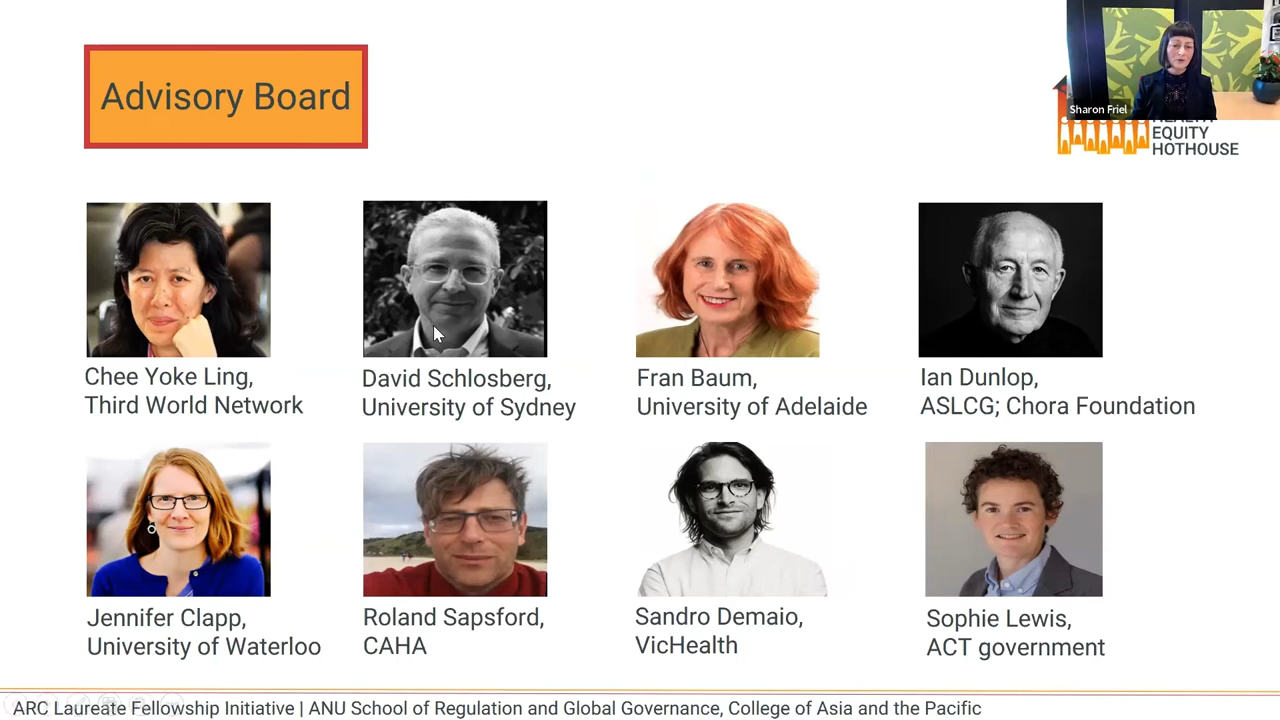 Advisory Board
Sharon Friel
EQUITY
HOTHOUSE
Chee Yoke Ling,
Third World Network
David Schlosberg,
University of Sydney
Fran Baum,
University of Adelaide
Ian Dunlop,
ASLCG; Chora Foundation
Jennifer Clapp,
University of Waterloo
Roland Sapsford,
CAHA
Sandro Demaio,
VicHealth
Sophie Lewis,
ACT government
ARC Laureate Fellowship Initiative | ANU School of Regulation and Global Governance, College of Asia and the Pacific